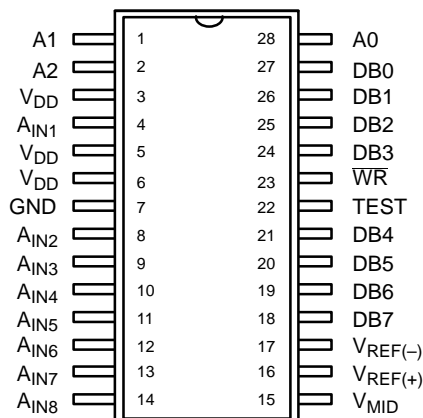 A1 1 28 A0
A2 2 27 DB0
VDD 3 26 DB1
AIN1 4 25 DB2
VDD 5 24 DB3
VDD 6 23 W̅R̅
GND 7 22 TEST
AIN2 8 21 DB4
AIN3 9 20 DB5
AIN4 10 19 DB6
AIN5 11 18 DB7
AIN6 12 17 VREF(–)
AIN7 13 16 VREF(+)
AIN8 14 15 VMID